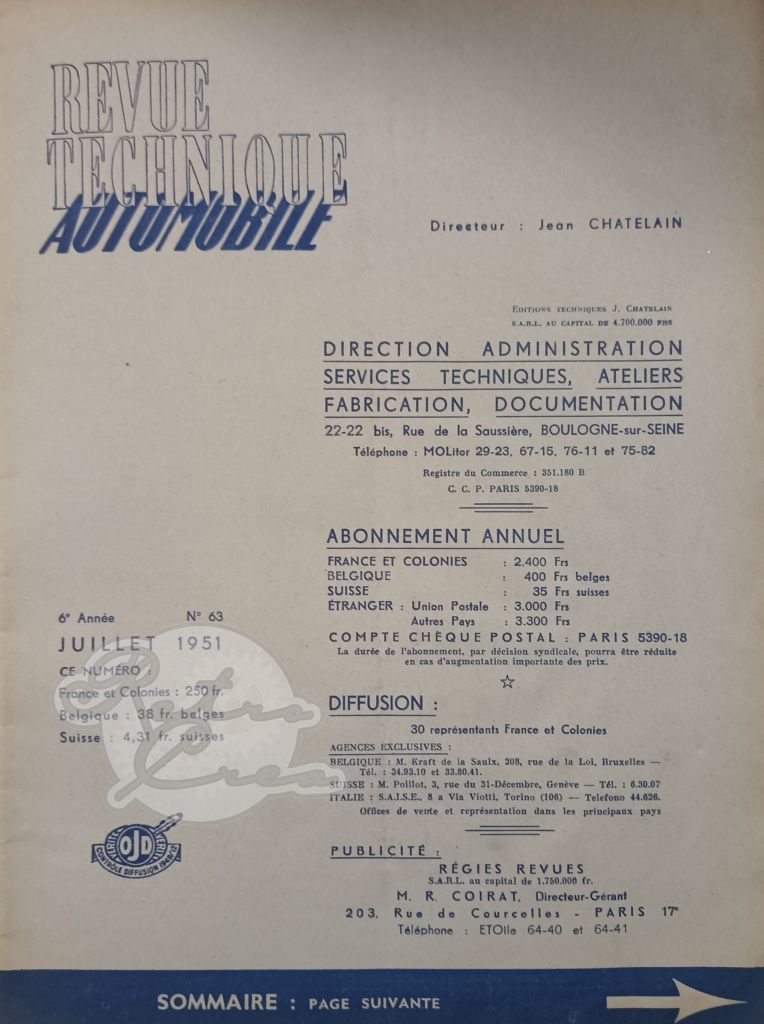 REVUE
TECHNIQUE
AUTOMOBILE
Directeur : Jean CHATELAIN
EDITIONS TECHNIQUES J. CHATELAIN
S.A.R.L. AU CAPITAL DE 4.700.000 FRS
DIRECTION ADMINISTRATION
SERVICES TECHNIQUES, ATELIERS
FABRICATION, DOCUMENTATION
22-22 bis, Rue de la Saussière, BOULOGNE-sur-SEINE
Téléphone : MOLitor 29-23, 67-15, 76-11 et 75-82
Registre du Commerce : 351.180 B
C. C. P. PARIS 5390-18
ABONNEMENT ANNUEL
FRANCE ET COLONIES : 2.400 Frs
BELGIQUE : 400 Frs belges
SUISSE : 35 Frs suisses
ÉTRANGER : Union Postale : 3.000 Frs
Autres Pays : 3.300 Frs
COMPTE CHÈQUE POSTAL : PARIS 5390-18
La durée de l'abonnement, par décision syndicale, pourra être réduite
en cas d'augmentation importante des prix.
6e Année N° 63
JUILLET 1951
CE NUMÉRO :
France et Colonies : 250 fr.
Belgique : 38 fr. belges
Suisse : 4,31 fr. suisses
Retro
Crea
DIFFUSION :
30 représentants France et Colonies
AGENCES EXCLUSIVES :
BELGIQUE : M. Kraft de la Saulx, 208, rue de la Loi, Bruxelles —
Tél. : 34.93.10 et 33.80.41.
SUISSE : M. Poillot, 3, rue du 31-Décembre, Genève — Tél. : 6.30.07
ITALIE : S.A.I.S.E., 8 a Via Viotti, Torino (106) — Telefono 44.626.
Offices de vente et représentation dans les principaux pays
OJD
CONTRÔLE DIFFUSION
PUBLICITÉ :
RÉGIES REVUES
S.A.R.L. au capital de 1.750.000 fr.
M. R. COIRAT, Directeur-Gérant
203, Rue de Courcelles - PARIS 17e
Téléphone : ETOile 64-40 et 64-41
SOMMAIRE : PAGE SUIVANTE